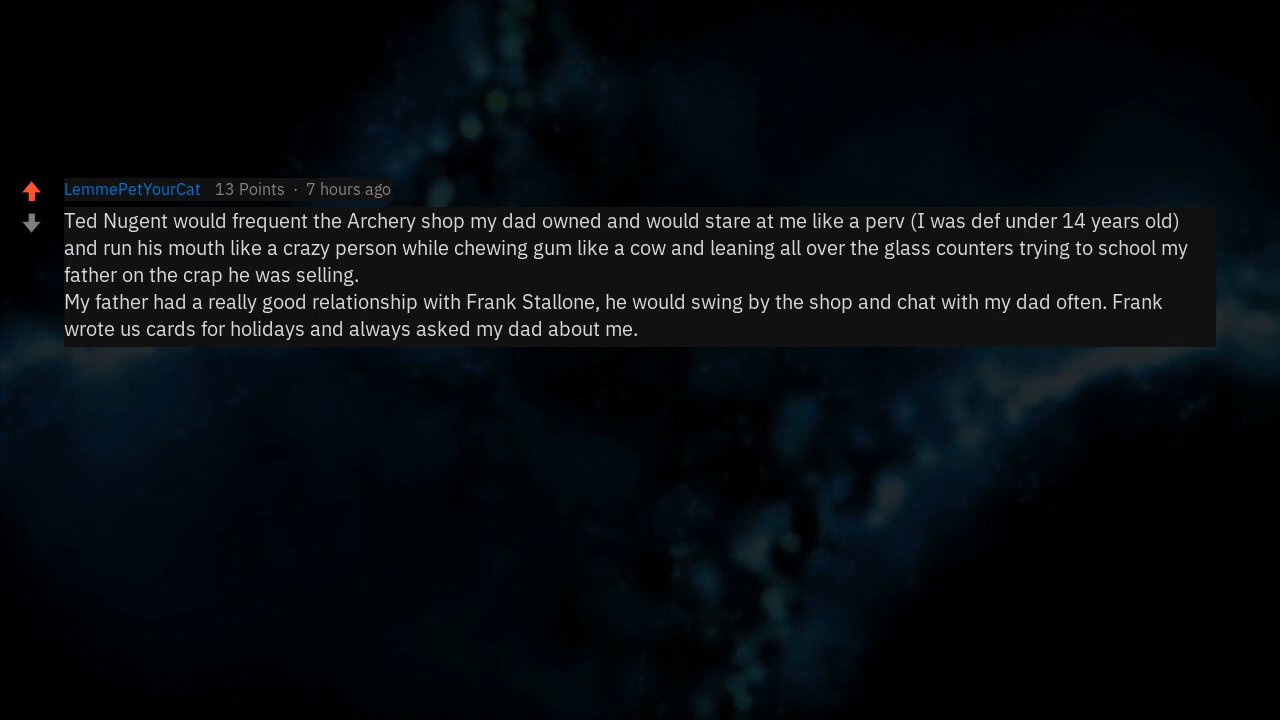 LemmePetYourCat 13 Points · 7 hours ago
Ted Nugent would frequent the Archery shop my dad owned and would stare at me like a perv (I was def under 14 years old)
and run his mouth like a crazy person while chewing gum like a cow and leaning all over the glass counters trying to school my
father on the crap he was selling.
My father had a really good relationship with Frank Stallone, he would swing by the shop and chat with my dad often. Frank
wrote us cards for holidays and always asked my dad about me.